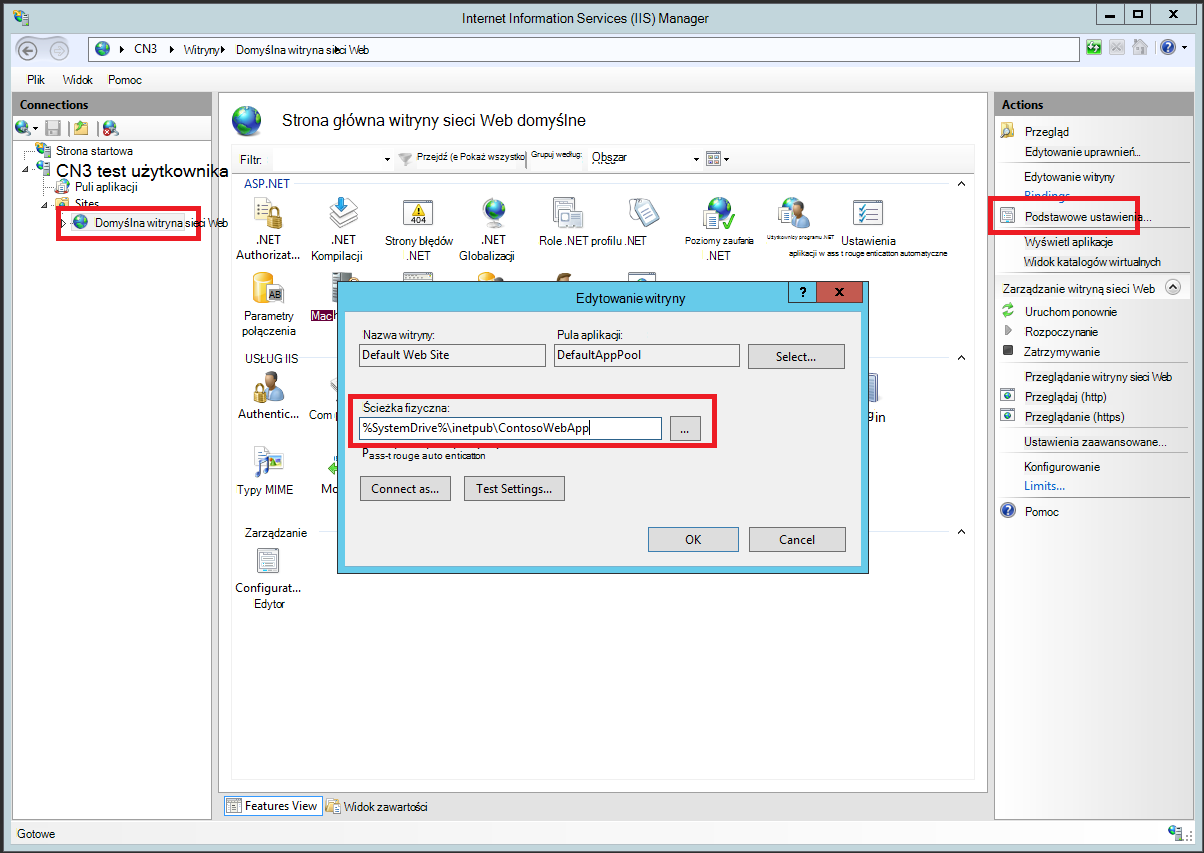 Internet Information Services (IIS) Manager
CN3 Witryny Domyślna witryna sieci Web
Plik Widok Pomoc
Connections
Strona startowa
CN3 test użytkownika
Puli aplikacji
Sites
Domyślna witryna sieci Web
Strona główna witryny sieci Web domyślne
Filtr: Przejdź (e Pokaż wszystko Grupuj według: Obszar
ASP.NET
.NET Authorizat...
.NET Kompilacji
Strony błędów .NET
.NET Globalizacji
Role .NET profilu .NET
Poziomy zaufania .NET
Użytkownicy programu .NET
Ustawienia
aplikacji w ass t rouge entication automatyczne
Parametry połączenia
Mac
USŁUG IIS
Authentic...
Com
in
Typy MIME
Mo
Zarządzanie
Configurat...
Edytor
Edytowanie witryny
? X
Nazwa witryny: Pula aplikacji:
Default Web Site DefaultAppPool Select...
Ścieżka fizyczna:
%SystemDrive%\inetpub\ContosoWebApp ...
Pass-t rouge auto entication
Connect as... Test Settings...
OK Cancel
Features View Widok zawartości
Gotowe
Actions
Przegląd
Edytowanie uprawnień...
Edytowanie witryny
Bindings...
Podstawowe ustawienia...
Wyświetl aplikacje
Widok katalogów wirtualnych
Zarządzanie witryną sieci Web
Uruchom ponownie
Rozpoczynanie
Zatrzymywanie
Przeglądanie witryny sieci Web
Przeglądaj (http)
Przeglądanie (https)
Ustawienia zaawansowane...
Konfigurowanie
Limits...
Pomoc